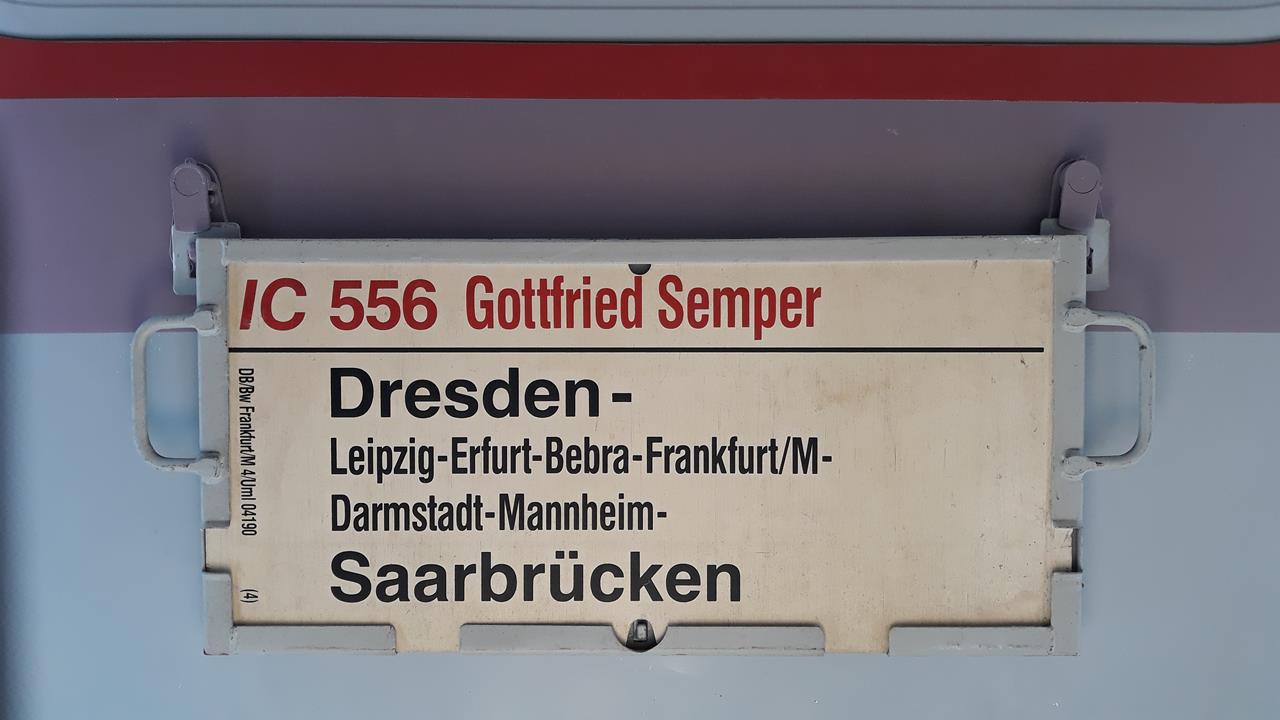 IC 556 Gottfried Semper
Dresden-
Leipzig-Erfurt-Bebra-Frankfurt/M-
Darmstadt-Mannheim-
Saarbrücken
DB/Bw Frankfurt/M 4/Uml 04190
(4)